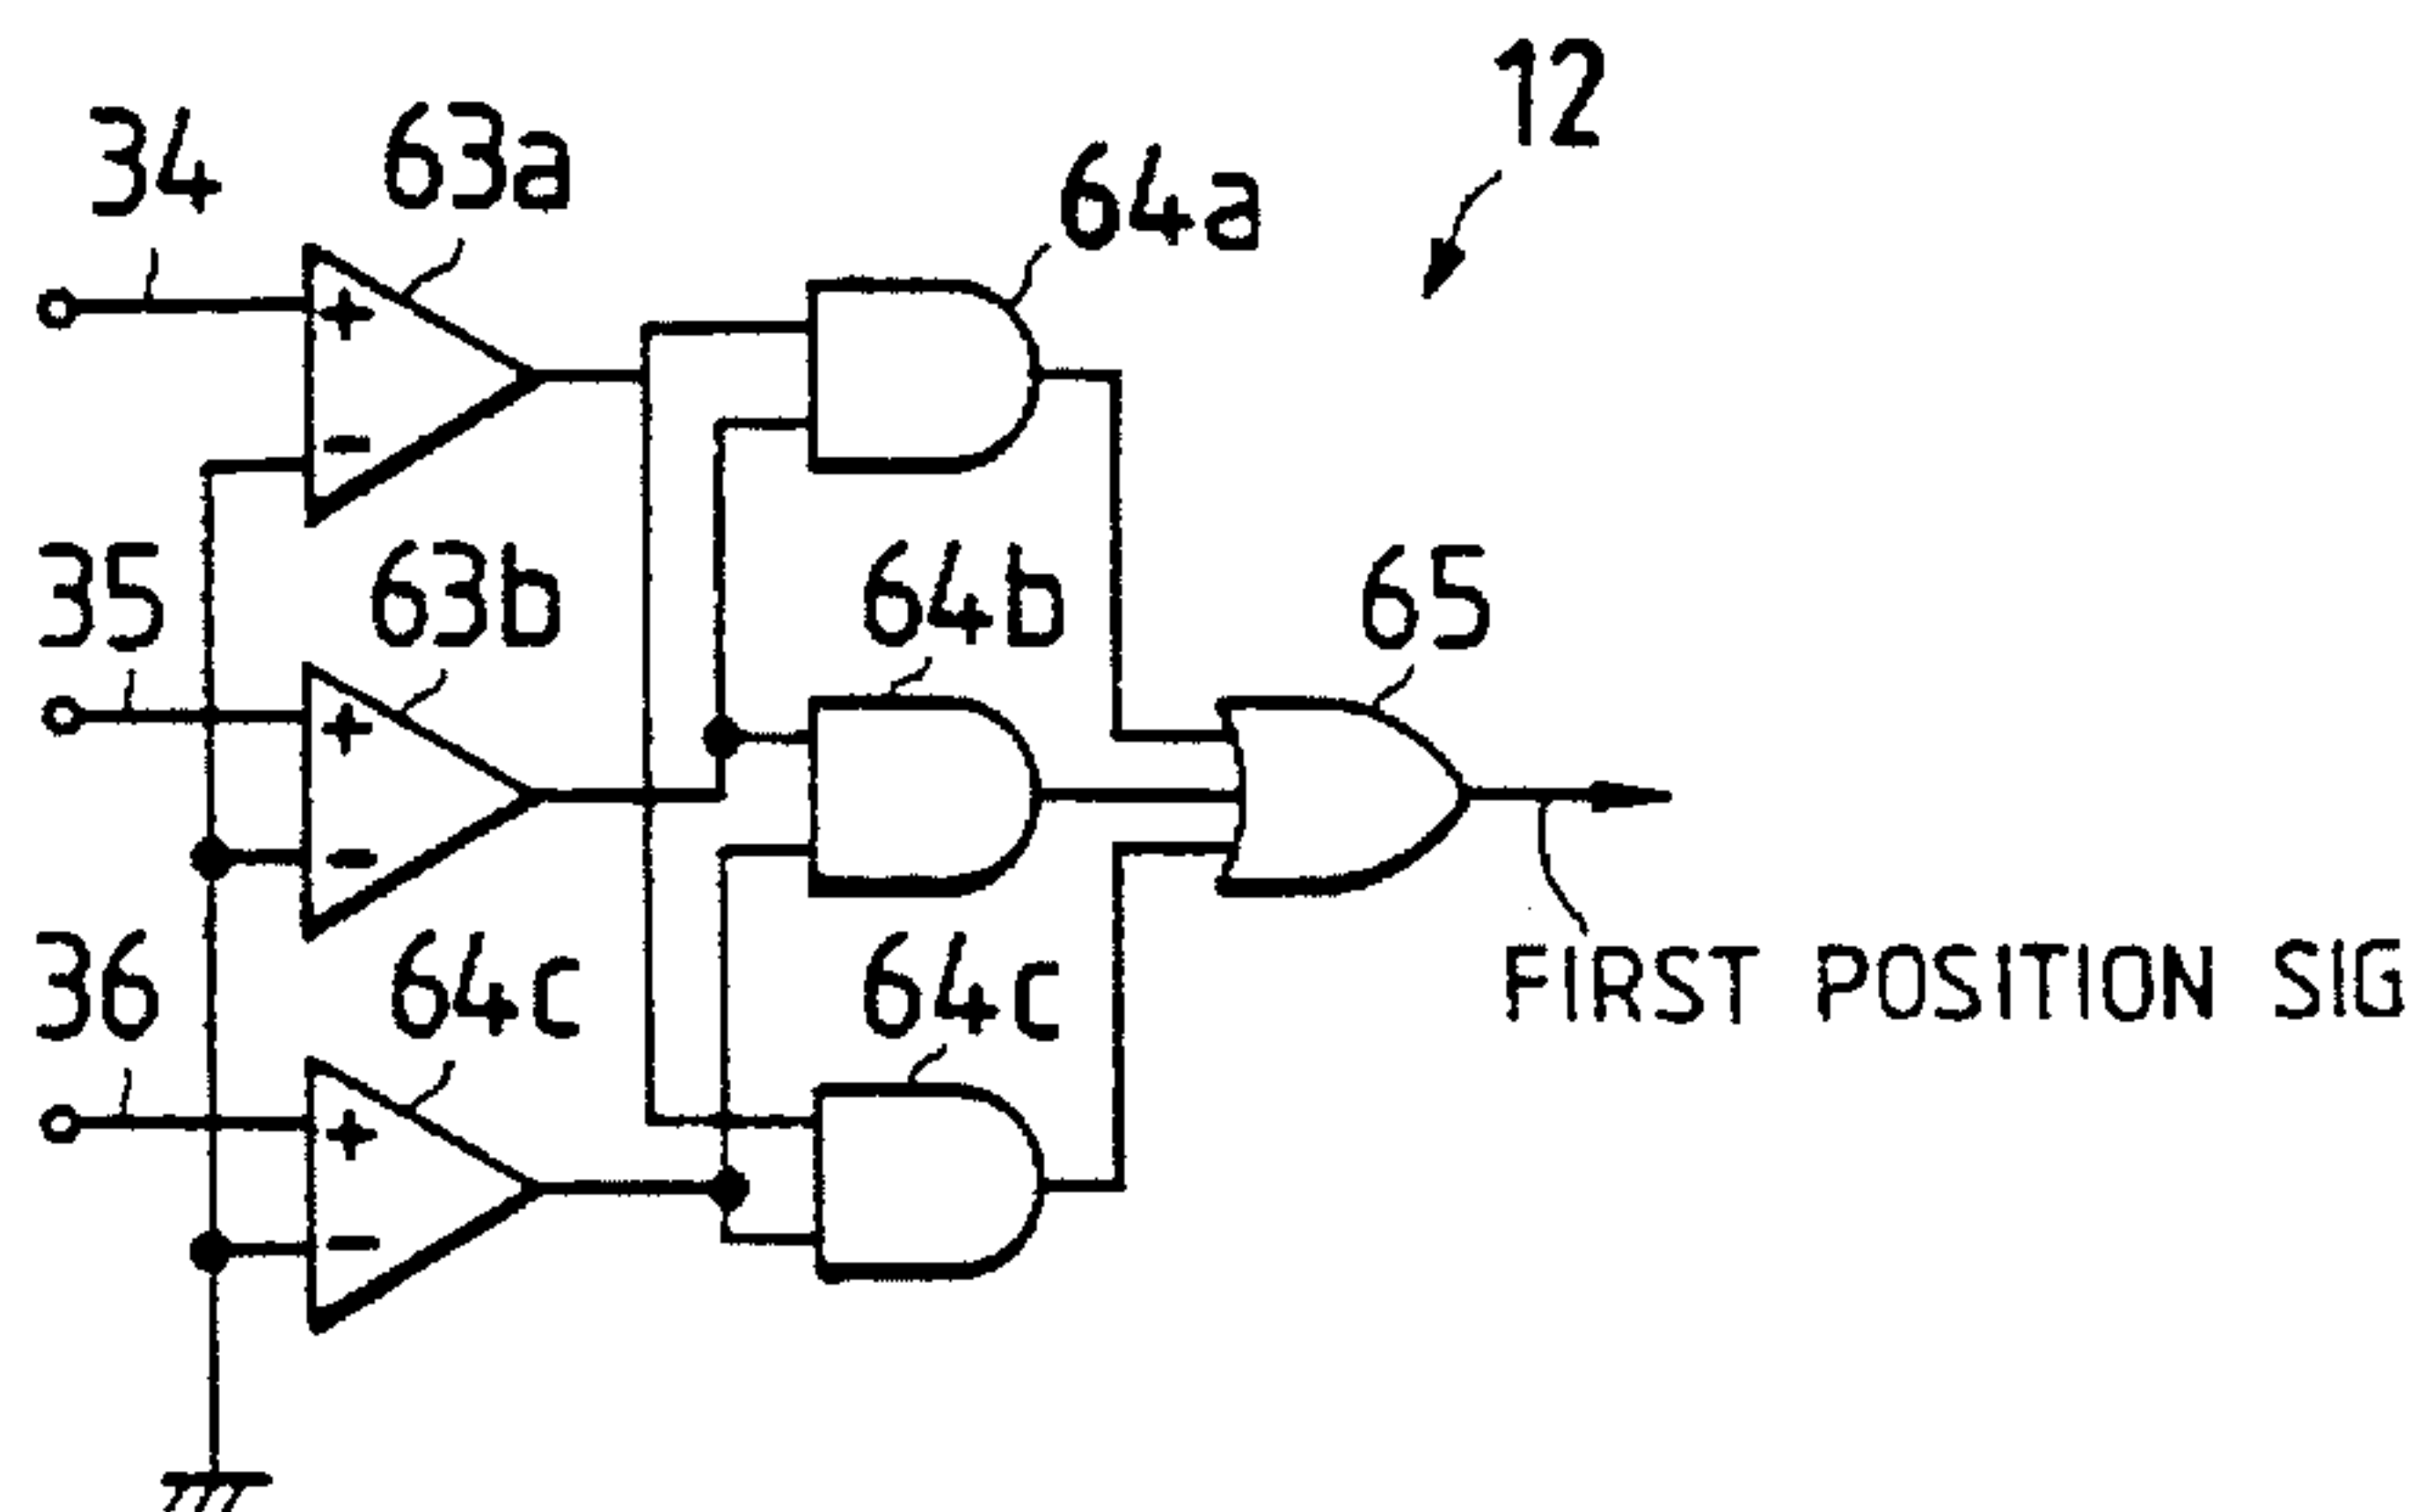 12
34
63a
64a
+
-
35
63b
64b
65
+
-
36
64c
64c
FIRST POSITION SIG
+
-